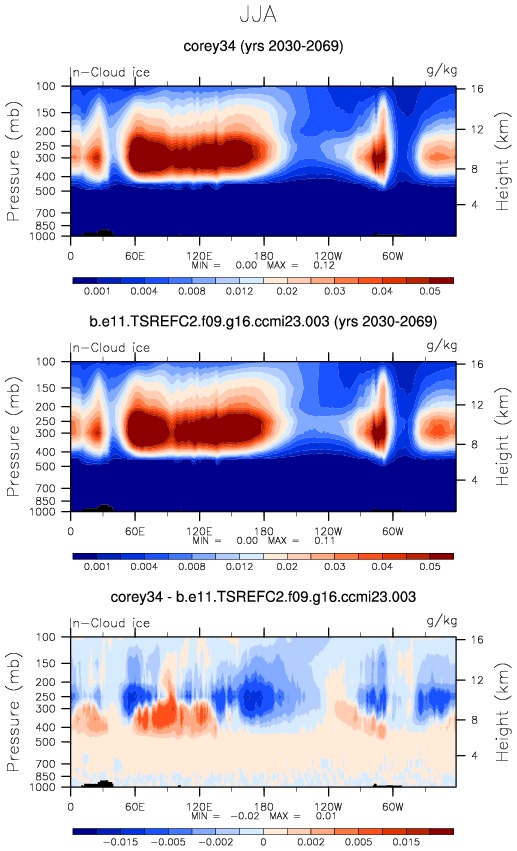 JJA
corey34 (yrs 2030-2069)
In-Cloud ice g/kg
Pressure (mb)
100
150
200
250
300
400
500
700
850
1000
16
12
8
4
Height (km)
0 60E 120E 180 120W 60W
MIN = 0.00 MAX = 0.12
0.001 0.004 0.008 0.012 0.02 0.03 0.04 0.05
b.e11.TSREFC2.f09.g16.ccmi23.003 (yrs 2030-2069)
In-Cloud ice g/kg
Pressure (mb)
100
150
200
250
300
400
500
700
850
1000
16
12
8
4
Height (km)
0 60E 120E 180 120W 60W
MIN = 0.00 MAX = 0.11
0.001 0.004 0.008 0.012 0.02 0.03 0.04 0.05
corey34 - b.e11.TSREFC2.f09.g16.ccmi23.003
In-Cloud ice g/kg
Pressure (mb)
100
150
200
250
300
400
500
700
850
1000
16
12
8
4
Height (km)
0 60E 120E 180 120W 60W
MIN = -0.02 MAX = 0.01
-0.015 -0.005 -0.002 0 0.002 0.005 0.015